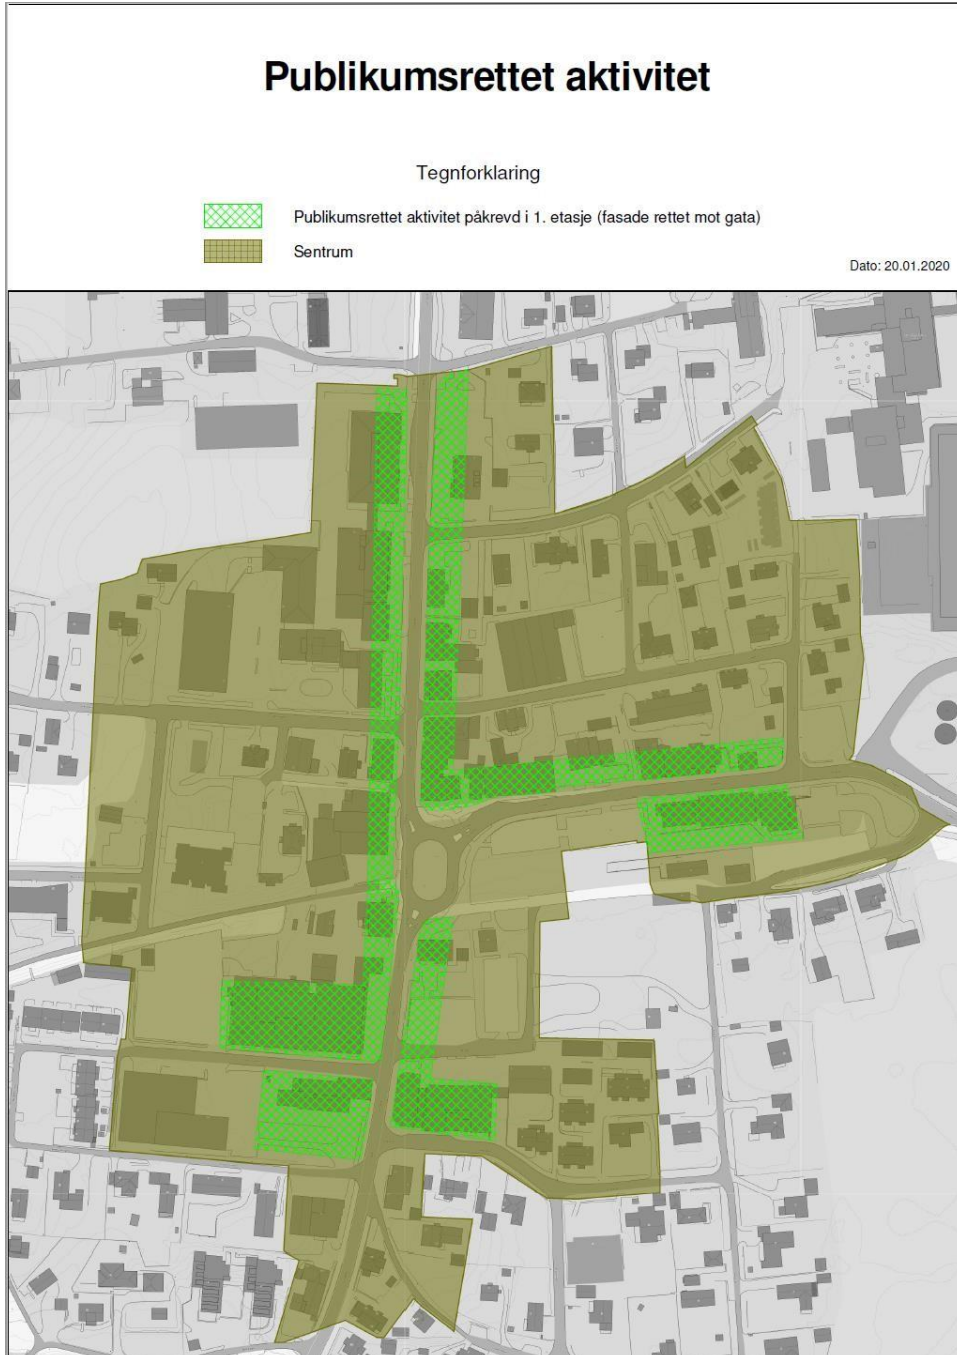 Publikumsrettet aktivitet
Tegnforklaring
Publikumsrettet aktivitet påkrevd i 1. etasje (fasade rettet mot gata)
Sentrum
Dato: 20.01.2020